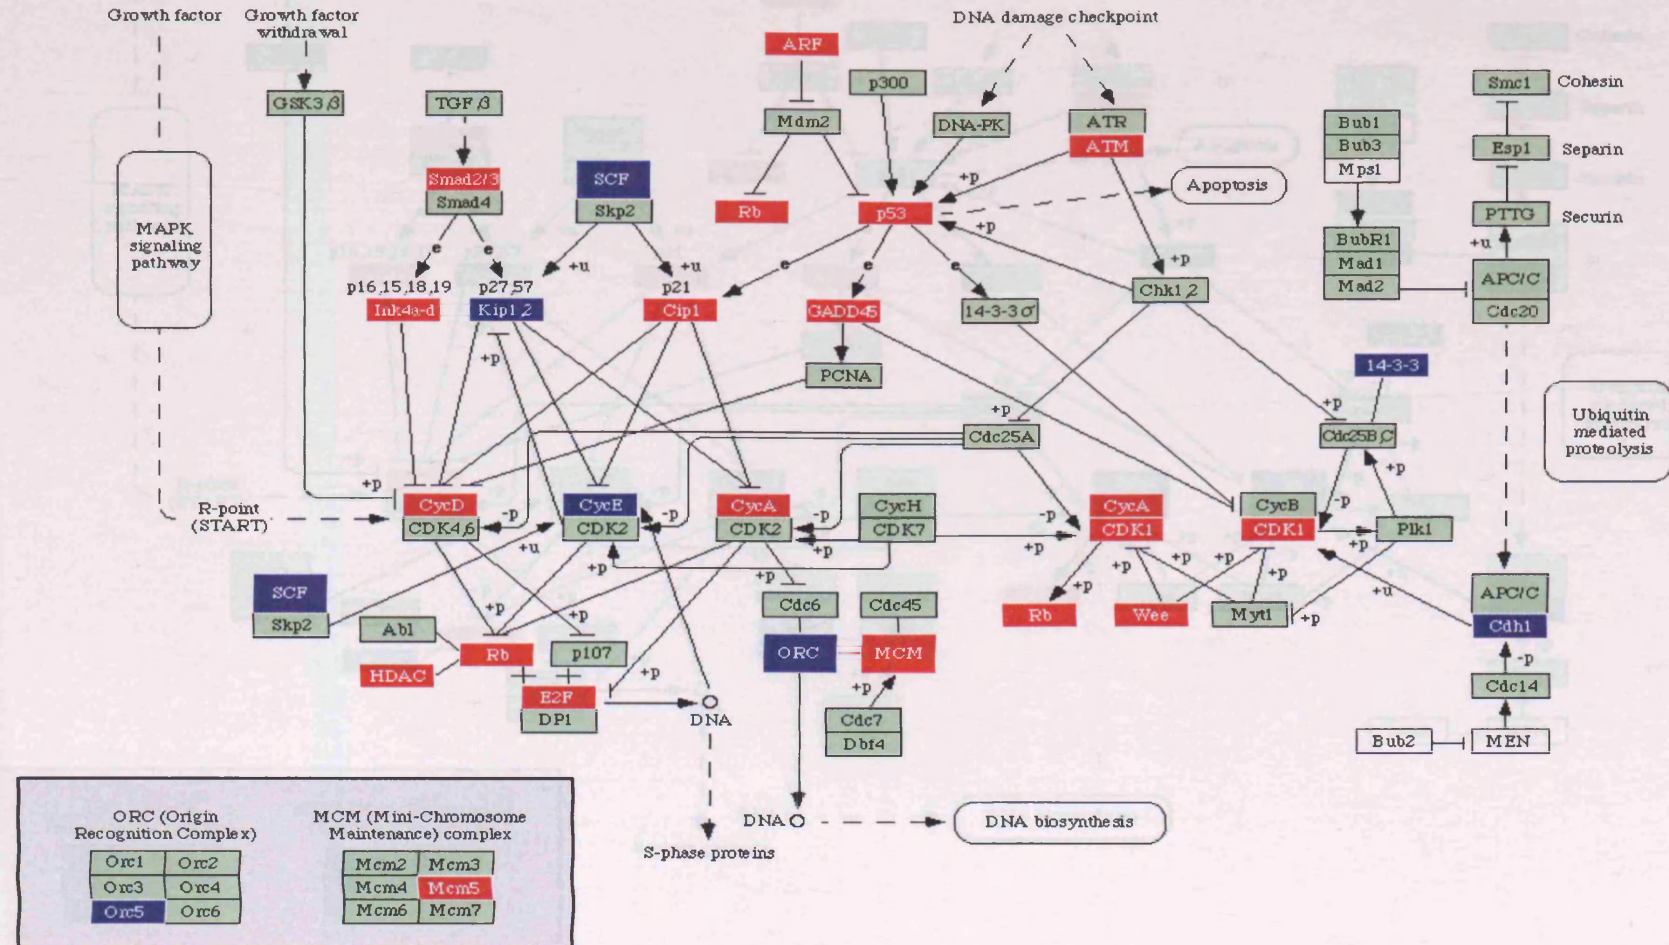 Growth factor
Growth factor
withdrawal
DNA damage checkpoint
ARF
p300
Smc1
Cohesin
GSK3β
TGFβ
Mdm2
DNA-PK
ATR
ATM
Bub1
Bub3
Mps1
Esp1
Separin
MAPK
signaling
pathway
Smad2/3
Smad4
SCF
Skp2
Rb
p53
+p
+p
Apoptosis
PTTG
Securin
+u
BubR1
Mad1
Mad2
APC/C
Cdc20
e
e
+u
+u
e
e
e
+p
p16,15,18,19
Ink4a-d
p27,57
Kip1,2
p21
Cip1
GADD45
14-3-3σ
Chk1,2
+p
PCNA
14-3-3
Ubiquitin
mediated
proteolysis
+p
+p
Cdc25A
Cdc25B,C
+p
R-point
(START)
+p
CycD
CDK4,6
-p
CycE
CDK2
-p
CycA
CDK2
-p
+p
CycH
CDK7
-p
CycA
CDK1
CycB
CDK1
-p
+p
Plk1
+u
+p
+p
+p
+p
+p
+p
SCF
Skp2
+p
+p
Cdc6
Cdc45
Rb
Wee
Myt1
+p
+u
APC/C
Cdh1
Abl
Rb
p107
HDAC
+p
ORC
MCM
-p
E2F
DP1
DNA
+p
Cdc7
Dbf4
Cdc14
Bub2
MEN
S-phase proteins
DNA
DNA biosynthesis
ORC (Origin
Recognition Complex)
Orc1 Orc2
Orc3 Orc4
Orc5 Orc6
MCM (Mini-Chromosome
Maintenance) complex
Mcm2 Mcm3
Mcm4 Mcm5
Mcm6 Mcm7